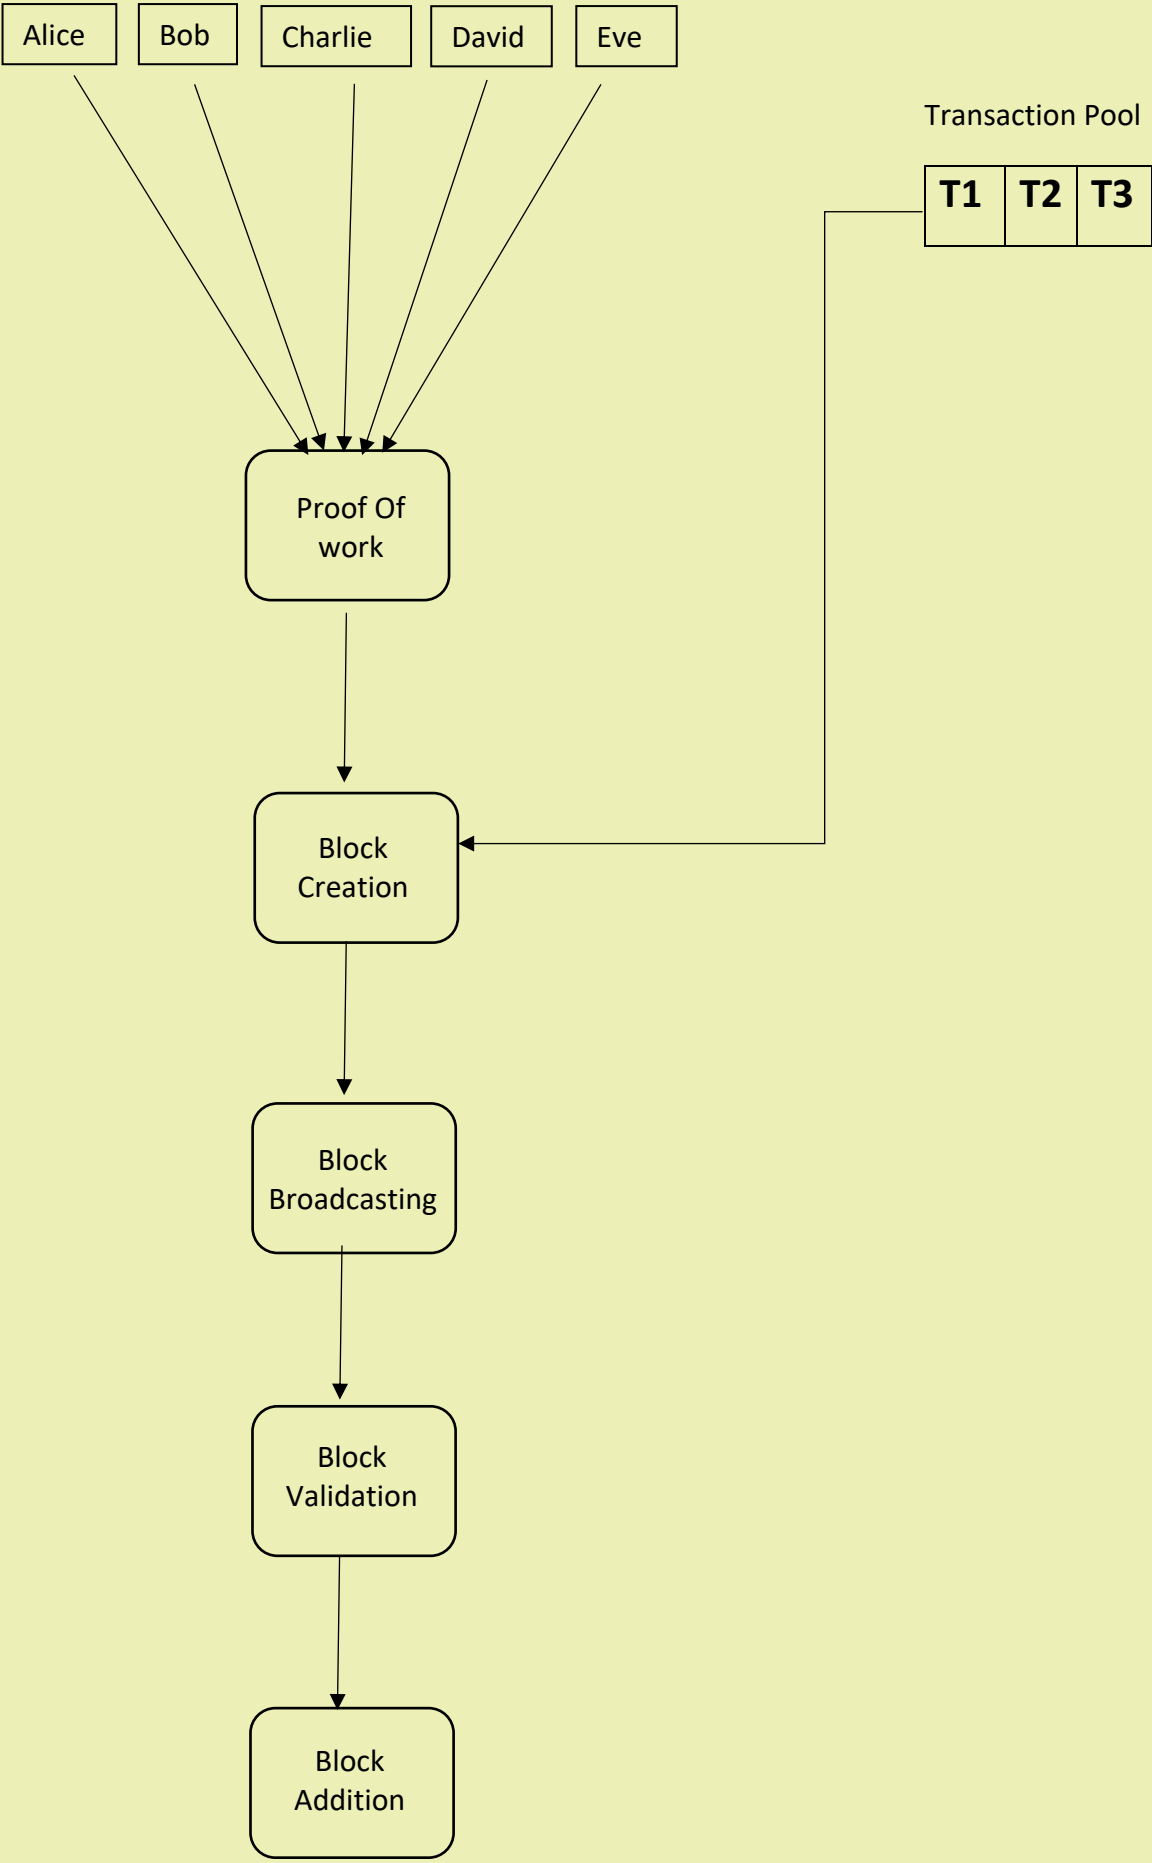 Alice
Bob
Charlie
David
Eve
Transaction Pool
T1
T2
T3
Proof Of
work
Block
Creation
Block
Broadcasting
Block
Validation
Block
Addition